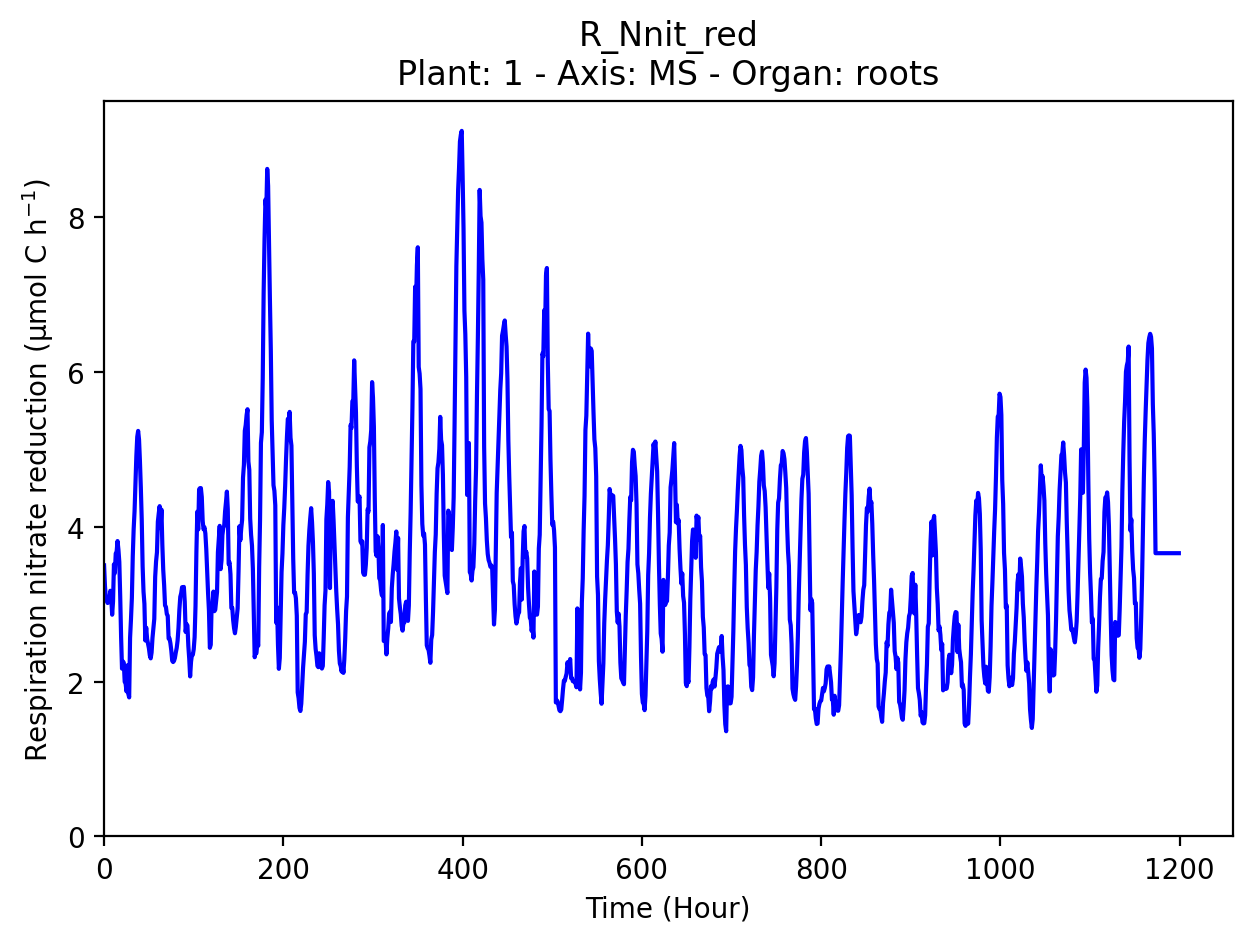 R_Nnit_red
Plant: 1 - Axis: MS - Organ: roots
Respiration nitrate reduction (µmol C h⁻¹)
8
6
4
2
0
0 200 400 600 800 1000 1200
Time (Hour)